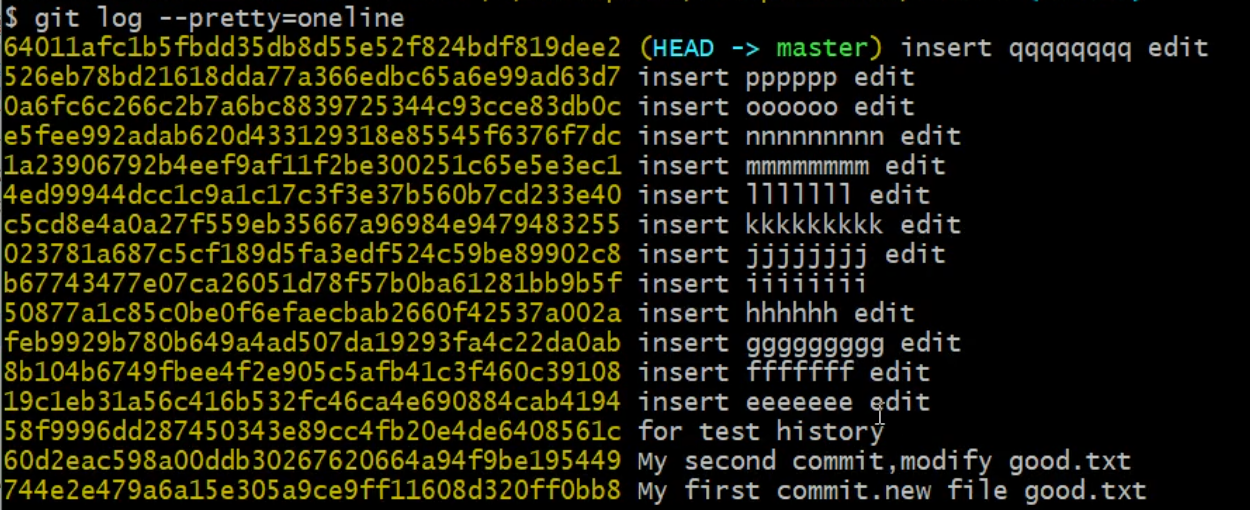 $ git log --pretty=oneline
64011afc1b5fbdd35db8d55e52f824bdf819dee2 (HEAD -> master) insert qqqqqqqq edit
526eb78bd21618dda77a366edbc65a6e99ad63d7 insert pppppp edit
0a6fc6c266c2b7a6bc8839725344c93cce83db0c insert oooooo edit
e5fee992adab620d433129318e85545f6376f7dc insert nnnnnnnnn edit
1a23906792b4eef9af11f2be300251c65e5e3ec1 insert mmmmmmmm edit
4ed99944dcc1c9a1c17c3f3e37b560b7cd233e40 insert lllllll edit
c5cd8e4a0a27f559eb35667a96984e9479483255 insert kkkkkkkkk edit
023781a687c5cf189d5fa3edf524c59be89902c8 insert jjjjjjjj edit
b67743477e07ca26051d78f57b0ba61281bb9b5f insert iiiiiiii
50877a1c85c0be0f6efaecbab2660f42537a002a insert hhhhhh edit
feb9929b780b649a4ad507da19293fa4c22da0ab insert ggggggggg edit
8b104b6749fbee4f2e905c5afb41c3f460c39108 insert fffffff edit
19c1eb31a56c416b532fc46ca4e690884cab4194 insert eeeeeee edit
58f9996dd287450343e89cc4fb20e4de6408561c for test history
60d2eac598a00ddb30267620664a94f9be195449 My second commit,modify good.txt
744e2e479a6a15e305a9ce9ff11608d320ff0bb8 My first commit.new file good.txt